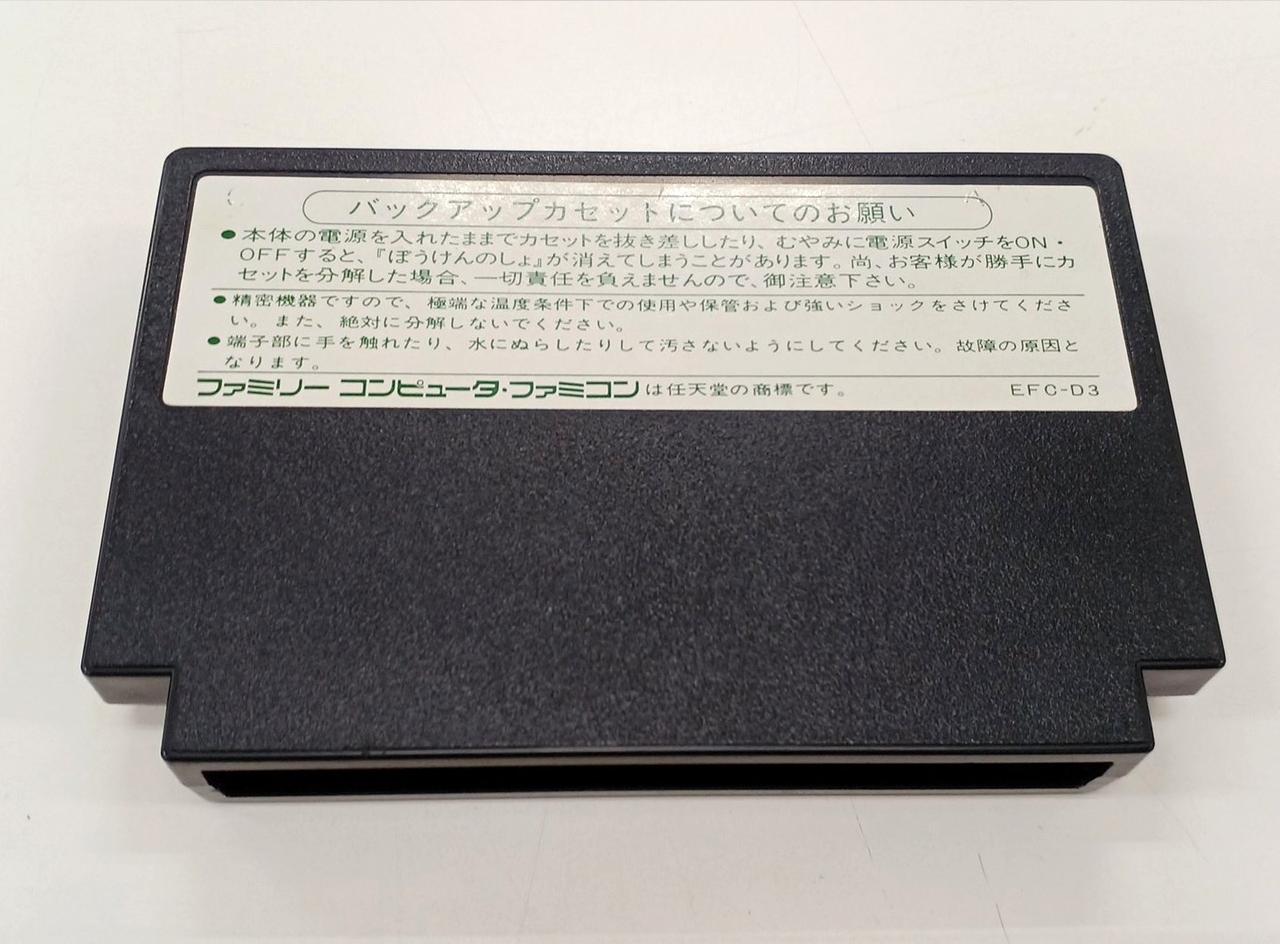 バックアップカセットについてのお願い
●本体の電源を入れたままでカセットを抜き差ししたり、むやみに電源スイッチをON・
OFFすると、『ぼうけんのしょ』が消えてしまうことがあります。尚、お客様が勝手にカ
セットを分解した場合、一切責任を負えませんので、御注意下さい。
●精密機器ですので、極端な温度条件下での使用や保管および強いショックをさけてくださ
い。また、絶対に分解しないでください。
●端子部に手を触れたり、水にぬらしたりして汚さないようにしてください。故障の原因と
なります。
ファミリー コンピュータ・ファミコンは任天堂の商標です。 EFC-D3